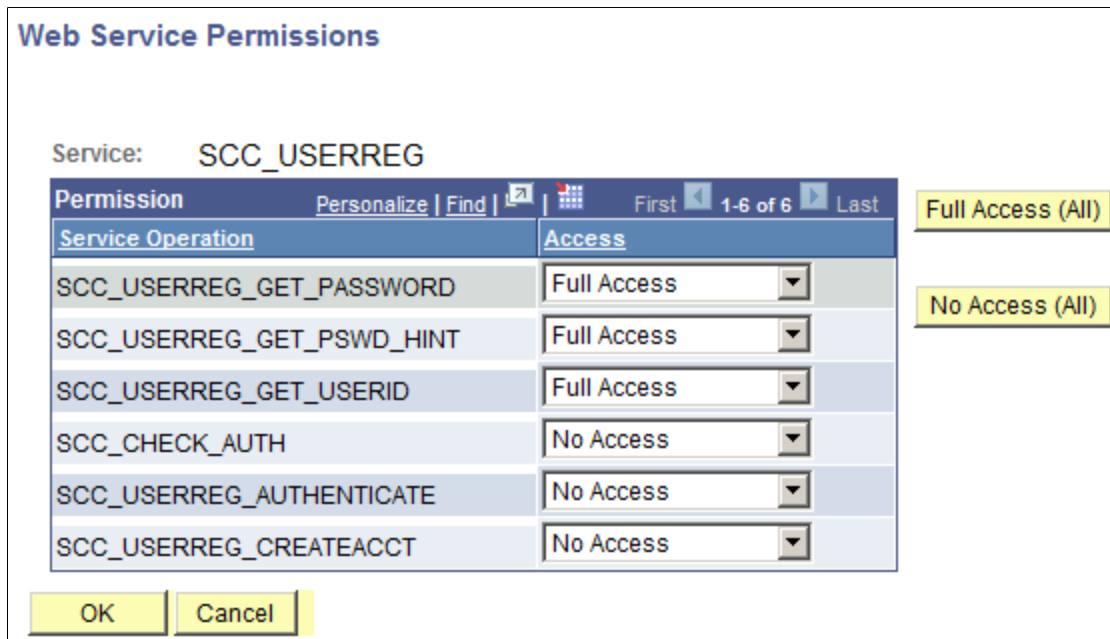 Web Service Permissions
Service: SCC_USERREG
Permission Personalize | Find | | First 1-6 of 6 Last
Full Access (All)
Service Operation Access
SCC_USERREG_GET_PASSWORD Full Access
No Access (All)
SCC_USERREG_GET_PSWD_HINT Full Access
SCC_USERREG_GET_USERID Full Access
SCC_CHECK_AUTH No Access
SCC_USERREG_AUTHENTICATE No Access
SCC_USERREG_CREATEACCT No Access
OK Cancel